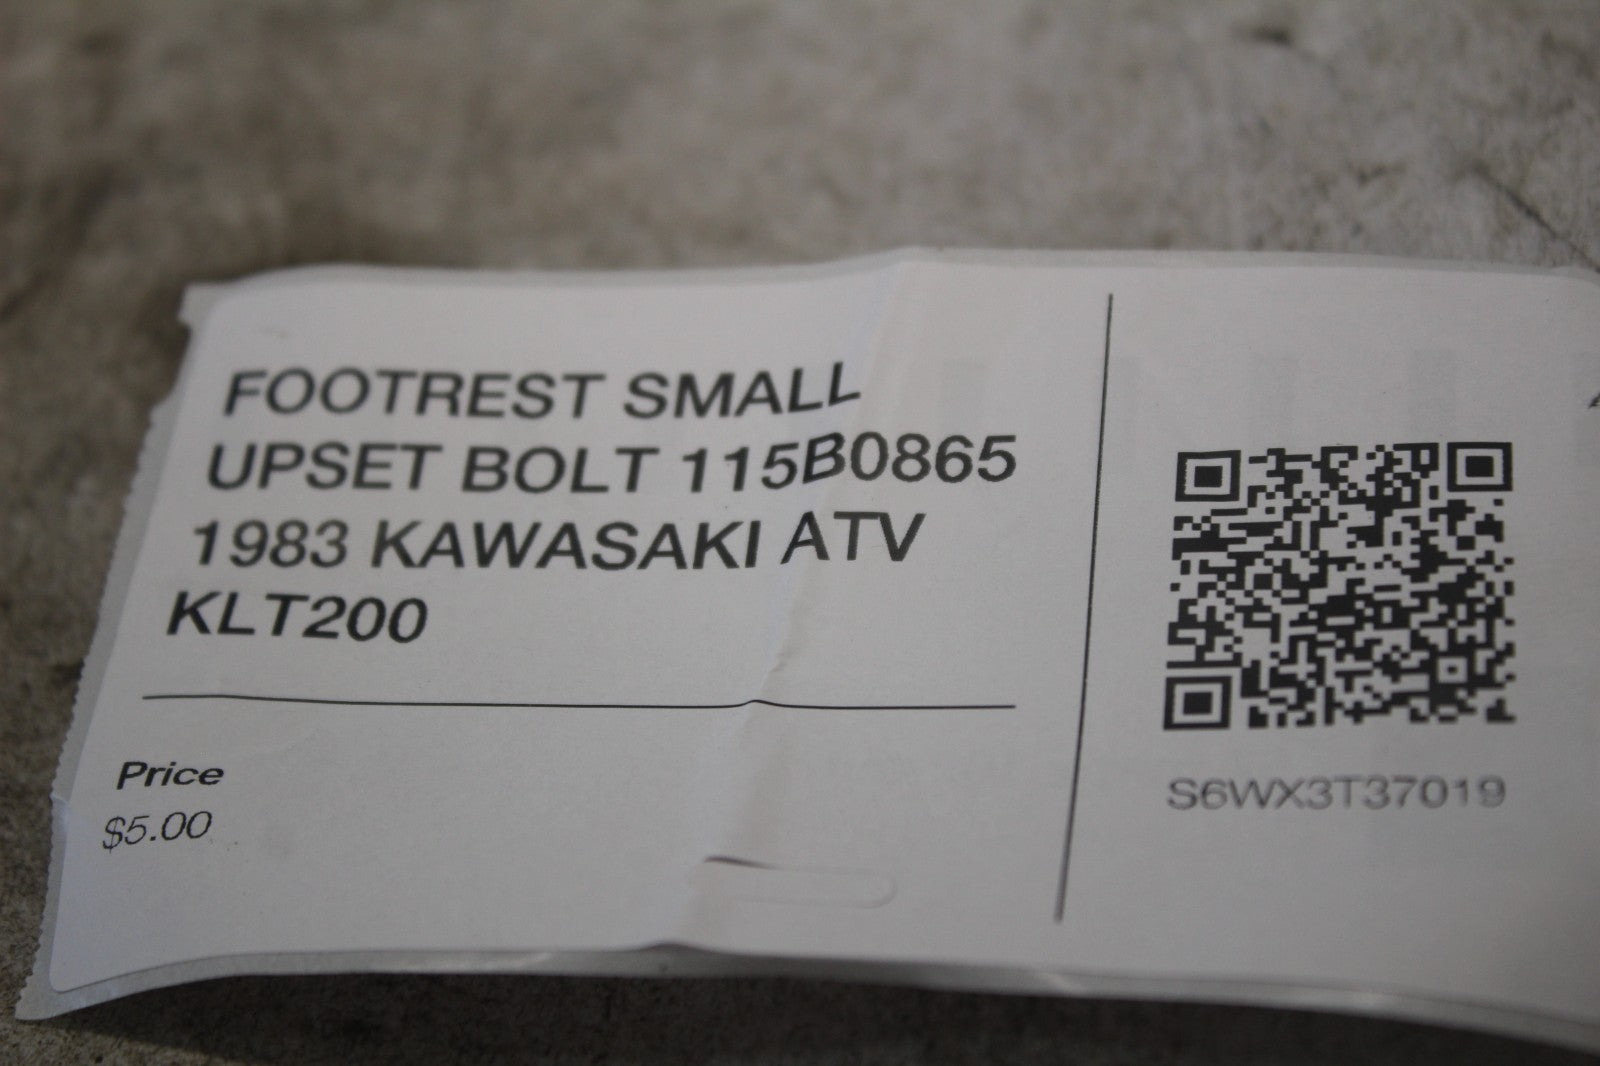 FOOTREST SMALL
UPSET BOLT 115B0865
1983 KAWASAKI ATV
KLT200
Price
$5.00
S6WX3T37019